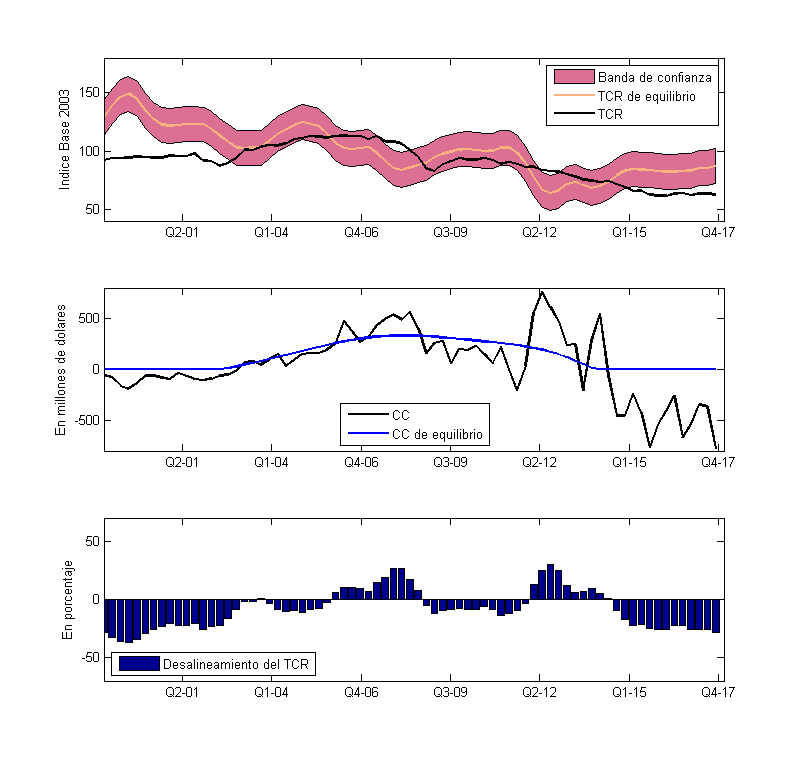 Indice Base 2003
150
100
50
Banda de confianza
TCR de equilibrio
TCR
Q2-01 Q1-04 Q4-06 Q3-09 Q2-12 Q1-15 Q4-17
En millones de dolares
500
0
-500
CC
CC de equilibrio
Q2-01 Q1-04 Q4-06 Q3-09 Q2-12 Q1-15 Q4-17
En porcentaje
50
0
-50
Desalineamiento del TCR
Q2-01 Q1-04 Q4-06 Q3-09 Q2-12 Q1-15 Q4-17